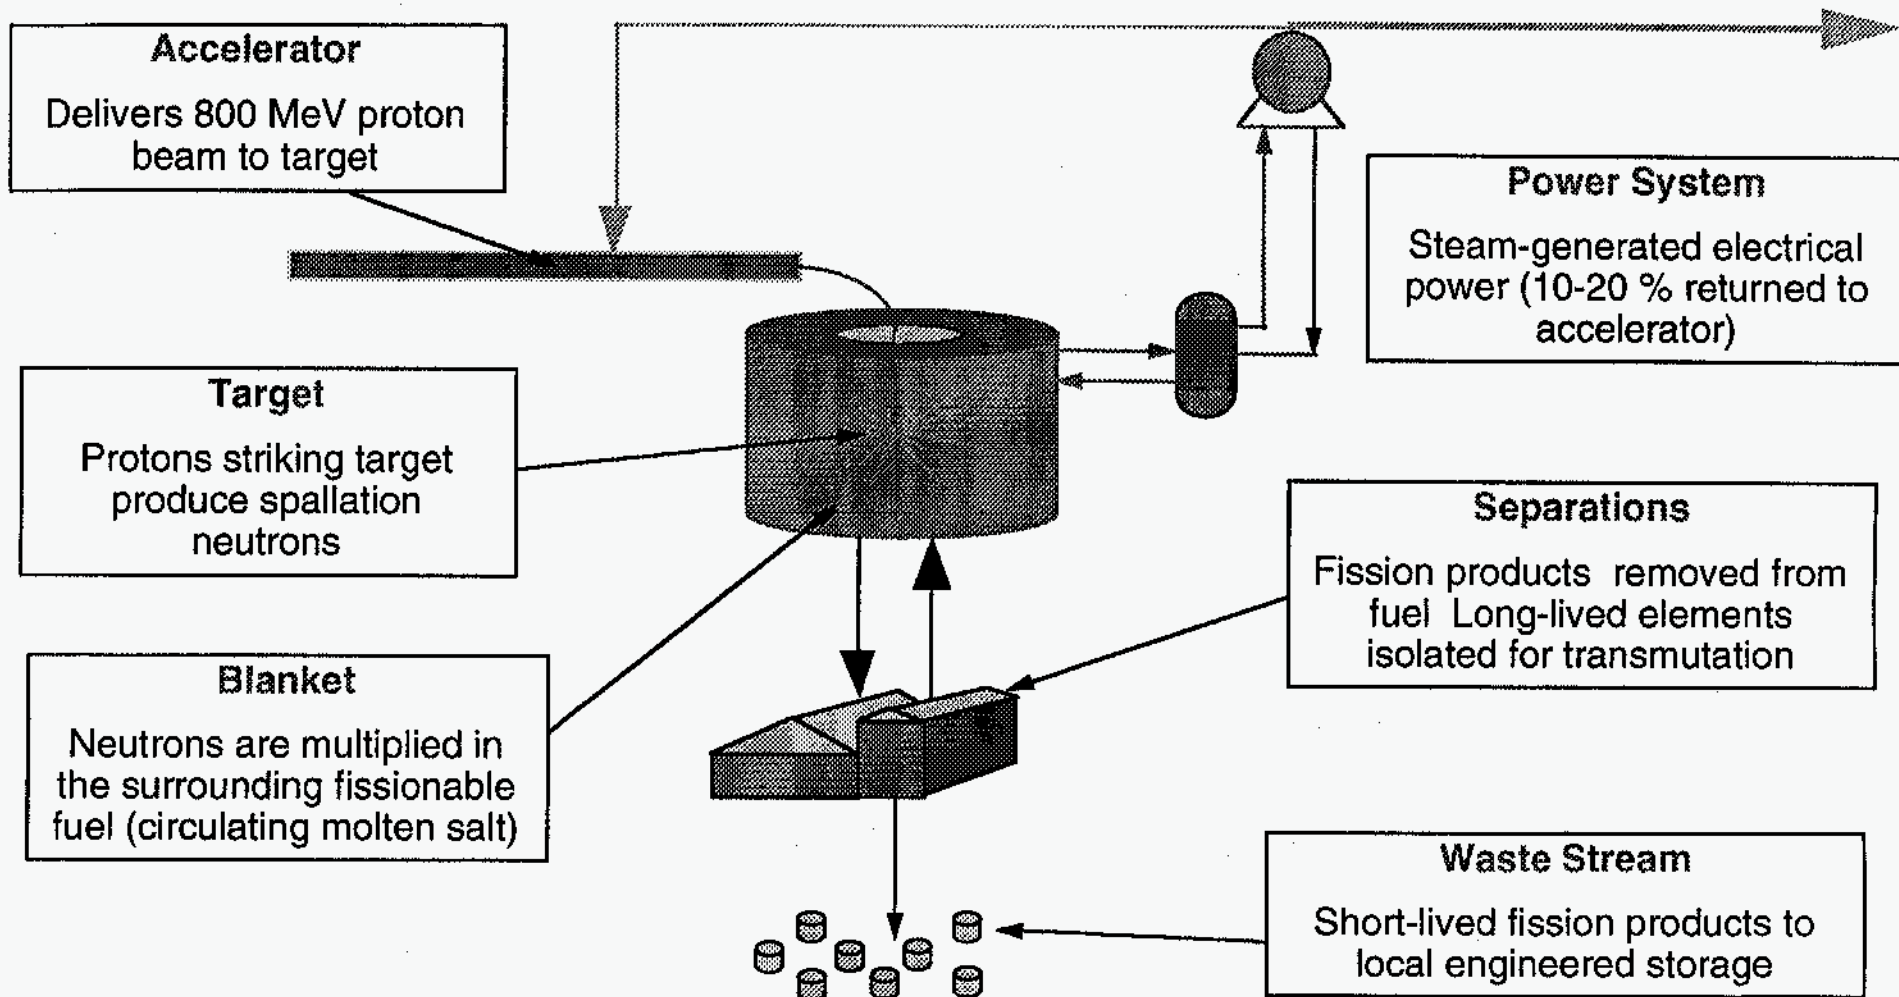 Accelerator
Delivers 800 MeV proton
beam to target
Power System
Steam-generated electrical
power (10-20 % returned to
accelerator)
Target
Protons striking target
produce spallation
neutrons
Separations
Fission products removed from
fuel Long-lived elements
isolated for transmutation
Blanket
Neutrons are multiplied in
the surrounding fissionable
fuel (circulating molten salt)
Waste Stream
Short-lived fission products to
local engineered storage